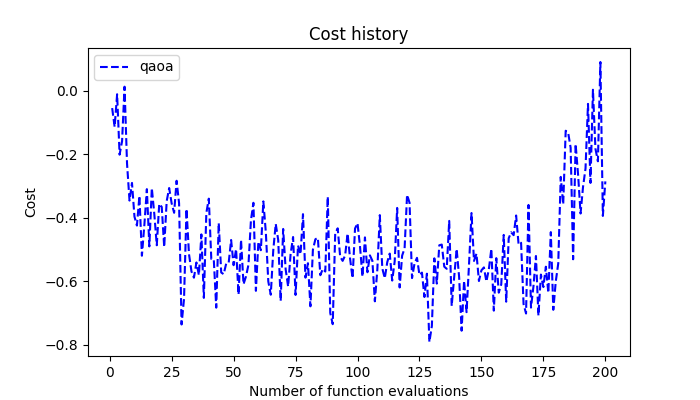 Cost history
qaoa
Cost
0.0
−0.2
−0.4
−0.6
−0.8
0 25 50 75 100 125 150 175 200
Number of function evaluations